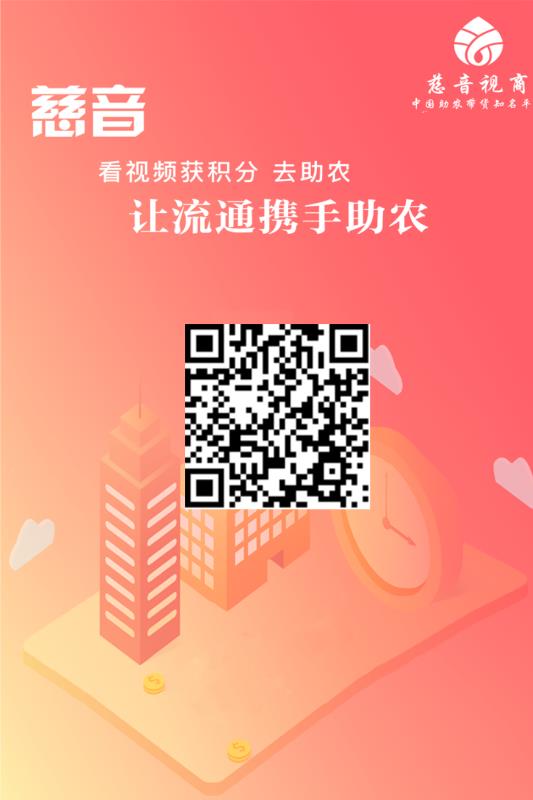 慈音视商
中国助农带货知名平
慈音
看视频获积分 去助农
让流通携手助农